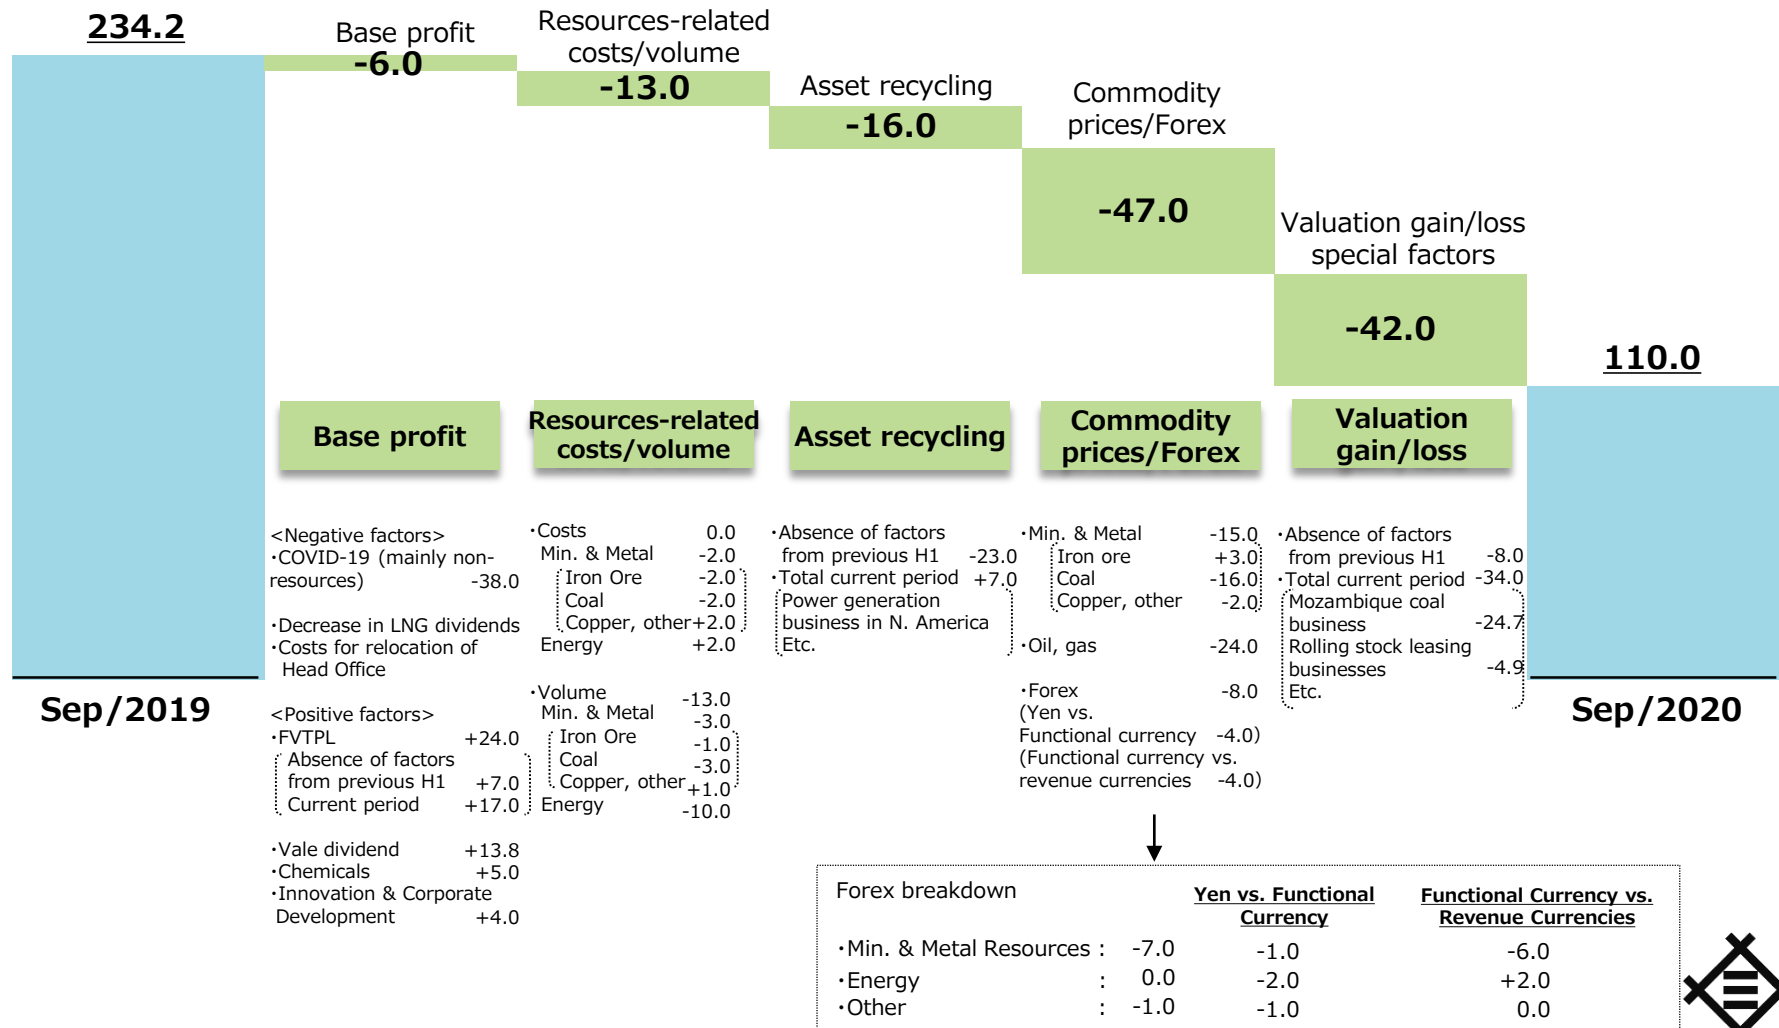 234.2
Base profit
-6.0
Resources-related
costs/volume
-13.0
Asset recycling
-16.0
Commodity
prices/Forex
-47.0
Valuation gain/loss
special factors
-42.0
110.0
Sep/2019
Sep/2020
Base profit
<Negative factors>
・COVID-19 (mainly non-
resources) -38.0
・Decrease in LNG dividends
・Costs for relocation of
Head Office
<Positive factors>
・FVTPL +24.0
Absence of factors
from previous H1 +7.0
Current period +17.0
・Vale dividend +13.8
・Chemicals +5.0
・Innovation & Corporate
Development +4.0
Resources-related
costs/volume
・Costs 0.0
Min. & Metal -2.0
Iron Ore -2.0
Coal -2.0
Copper, other+2.0
Energy +2.0
・Volume -13.0
Min. & Metal -3.0
Iron Ore -1.0
Coal -3.0
Copper, other +1.0
Energy -10.0
Asset recycling
・Absence of factors
from previous H1 -23.0
・Total current period +7.0
Power generation
business in N. America
Etc.
Commodity
prices/Forex
・Min. & Metal -15.0
Iron ore +3.0
Coal -16.0
Copper, other -2.0
・Oil, gas -24.0
・Forex -8.0
(Yen vs.
Functional currency -4.0)
(Functional currency vs.
revenue currencies -4.0)
Valuation
gain/loss
・Absence of factors
from previous H1 -8.0
・Total current period -34.0
Mozambique coal
business -24.7
Rolling stock leasing
businesses -4.9
Etc.
Forex breakdown
Yen vs. Functional
Currency
Functional Currency vs.
Revenue Currencies
・Min. & Metal Resources : -7.0 -1.0 -6.0
・Energy : 0.0 -2.0 +2.0
・Other : -1.0 -1.0 0.0